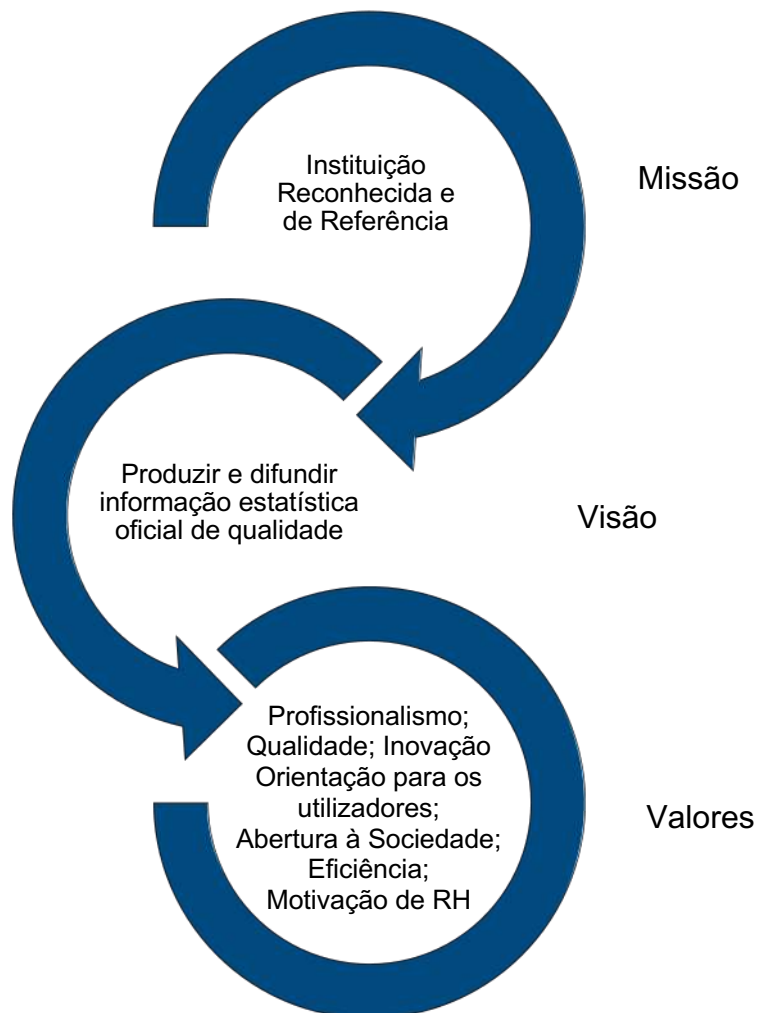 Instituição
Reconhecida e
de Referência
Missão
Produzir e difundir
informação estatística
oficial de qualidade
Visão
Profissionalismo;
Qualidade; Inovação
Orientação para os
utilizadores;
Abertura à Sociedade;
Eficiência;
Motivação de RH
Valores